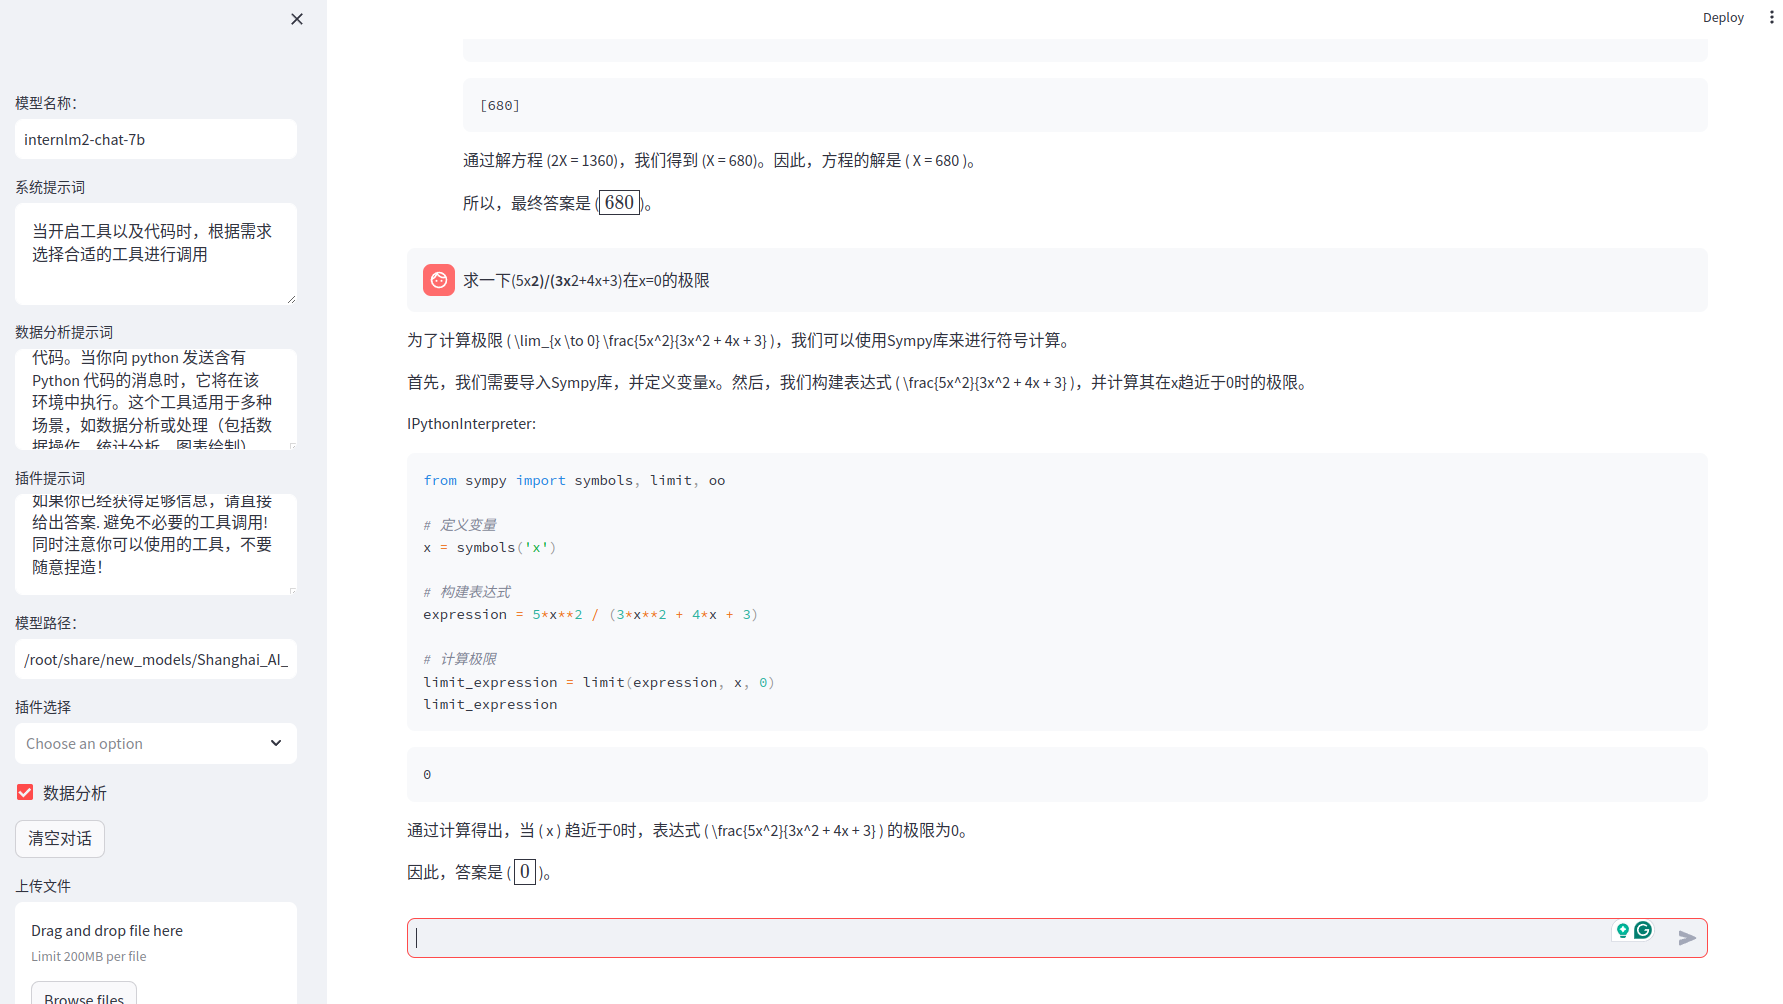 模型名称：
internlm2-chat-7b
系统提示词
当开启工具以及代码时，根据需求
选择合适的工具进行调用
数据分析提示词
代码。当你向 python 发送含有
Python 代码的消息时，它将在该
环境中执行。这个工具适用于多种
场景，如数据分析或处理（包括数
据操作、统计分析、图表绘制）
插件提示词
如果你已经获得足够信息，请直接
给出答案. 避免不必要的工具调用!
同时注意你可以使用的工具，不要
随意捏造！
模型路径：
/root/share/new_models/Shanghai_AI_
插件选择
Choose an option
数据分析
清空对话
上传文件
Drag and drop file here
Limit 200MB per file
Browse files
Deploy
[680]
通过解方程 (2X = 1360)，我们得到 (X = 680)。因此，方程的解是 ( X = 680 )。
所以，最终答案是 (680)。
求一下(5x2)/(3x2+4x+3)在x=0的极限
为了计算极限 ( \lim_{x \to 0} \frac{5x^2}{3x^2 + 4x + 3} )，我们可以使用Sympy库来进行符号计算。
首先，我们需要导入Sympy库，并定义变量x。然后，我们构建表达式 ( \frac{5x^2}{3x^2 + 4x + 3} )，并计算其在x趋近于0时的极限。
IPythonInterpreter:
from sympy import symbols, limit, oo
# 定义变量
x = symbols('x')
# 构建表达式
expression = 5*x**2 / (3*x**2 + 4*x + 3)
# 计算极限
limit_expression = limit(expression, x, 0)
limit_expression
0
通过计算得出，当 ( x ) 趋近于0时，表达式 ( \frac{5x^2}{3x^2 + 4x + 3} ) 的极限为0。
因此，答案是 ( 0 )。